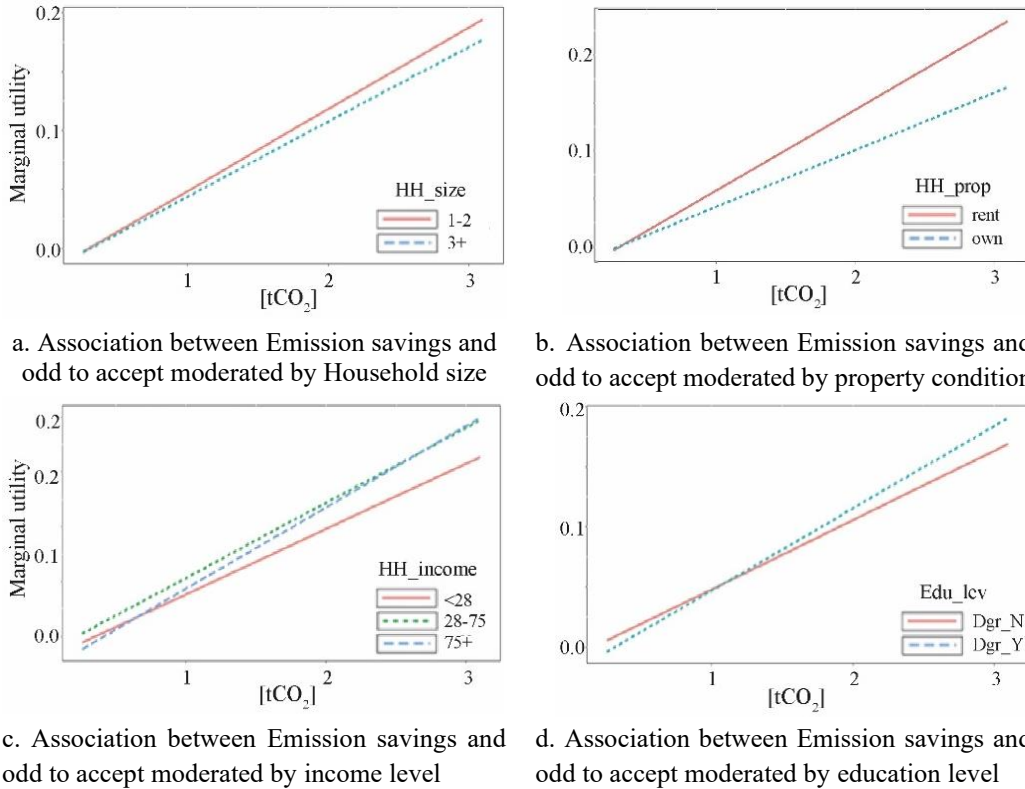 0.2
0.1
0.0
Marginal utility
HH_size
1-2
3+
1 2 3
[tCO2]
0.2
0.1
0.0
HH_prop
rent
own
1 2 3
[tCO2]
a. Association between Emission savings and
odd to accept moderated by Household size
b. Association between Emission savings and
odd to accept moderated by property condition
0.2
0.2
0.1
0.0
Marginal utility
HH_income
<28
28-75
75+
1 2 3
[tCO2]
0.2
0.1
0.0
Edu_lev
Dgr_N
Dgr_Y
1 2 3
[tCO2]
c. Association between Emission savings and
odd to accept moderated by income level
d. Association between Emission savings and
odd to accept moderated by education level